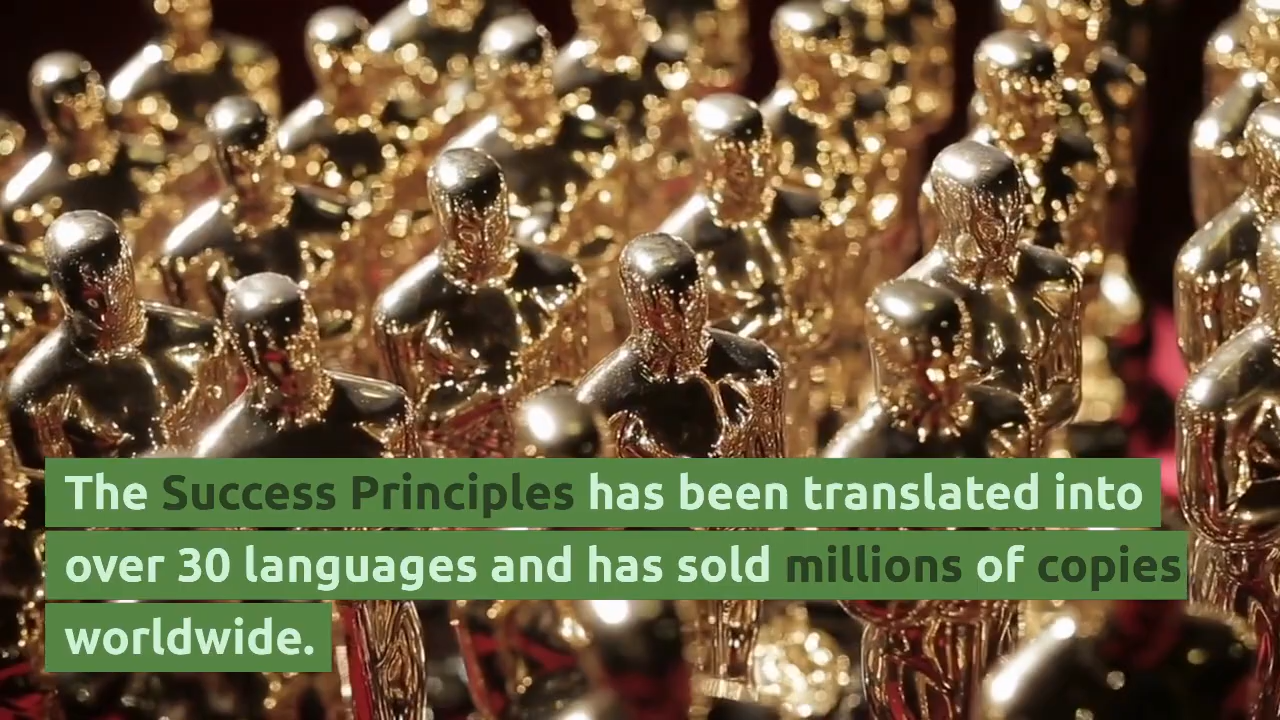 The Success Principles has been translated into
over 30 languages and has sold millions of copies
worldwide.